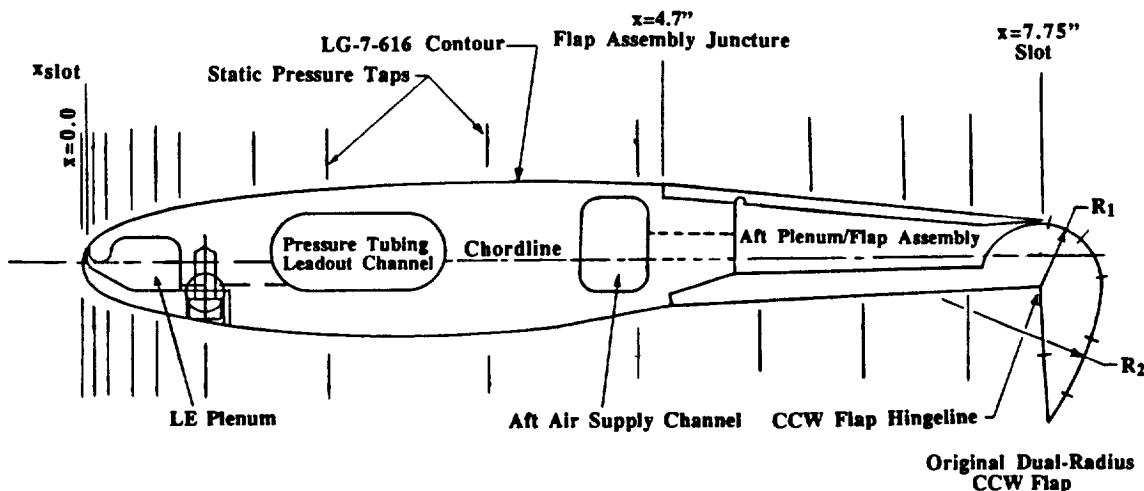 x=4.7”
Flap Assembly Juncture
x=7.75”
Slot
LG-7-616 Contour
Static Pressure Taps
xslot
x=0.0
R1
Pressure Tubing
Leadout Channel
Chordline
Aft Plenum/Flap Assembly
R2
LE Plenum
Aft Air Supply Channel
CCW Flap Hingeline
Original Dual-Radius
CCW Flap